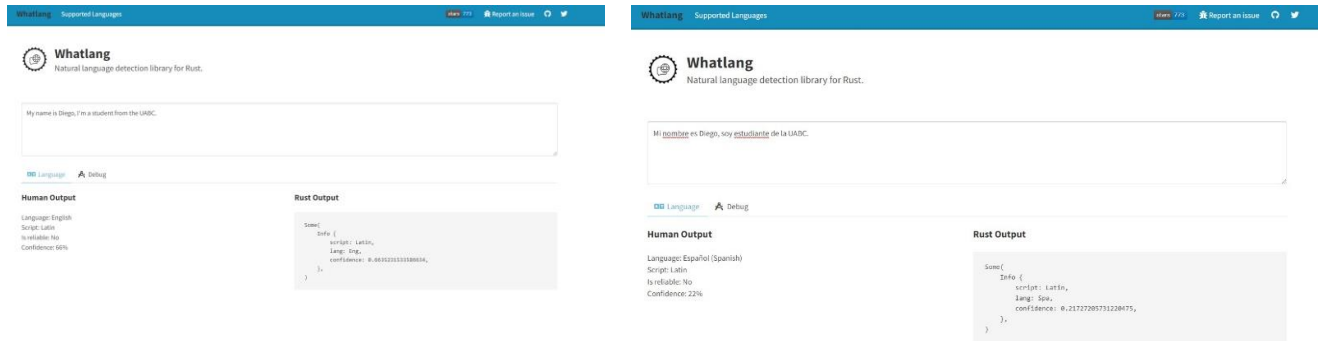 Whatlang Supported Languages
stars 773 Report an issue
Whatlang
Natural language detection library for Rust.
My name is Diego, I'm a student from the UABC.
Language Debug
Human Output
Language: English
Script: Latin
Is reliable: No
Confidence: 66%
Rust Output
Some(
Info {
script: Latin,
lang: Eng,
},
)
Whatlang Supported Languages
stars 773 Report an issue
Whatlang
Natural language detection library for Rust.
Mi nombre es Diego, soy estudiante de la UABC.
Language Debug
Human Output
Language: Español (Spanish)
Script: Latin
Is reliable: No
Confidence: 22%
Rust Output
Some(
Info {
script: Latin,
lang: Spa,
confidence: 0.21727205731220475,
},
)